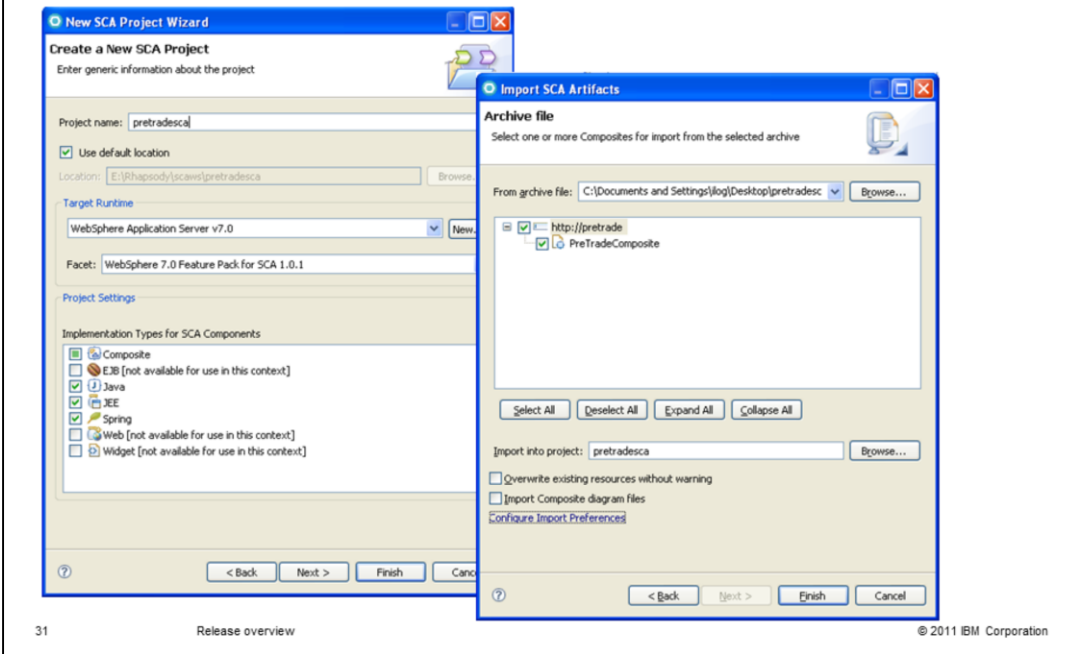 New SCA Project Wizard
Create a New SCA Project
Enter generic information about the project
Project name: pretradesca
Use default location
Location: E:\Rhapsody\scaws\pretradesca Browse.
Target Runtime
WebSphere Application Server v7.0 New.
Facet: WebSphere 7.0 Feature Pack for SCA 1.0.1
Project Settings
Implementation Types for SCA Components
Composite
EJB [not available for use in this context]
Java
JEE
Spring
Web [not available for use in this context]
Widget [not available for use in this context]
< Back Next > Finish Canc
Import SCA Artifacts
Archive file
Select one or more Composites for import from the selected archive
From archive file: C:\Documents and Settings\ilog\Desktop\pretradesc Browse...
http://pretrade
PreTradeComposite
Select All Deselect All Expand All Collapse All
Import into project: pretradesca Browse...
Overwrite existing resources without warning
Import Composite diagram files
Configure Import Preferences
< Back Next > Finish Cancel
31 Release overview © 2011 IBM Corporation